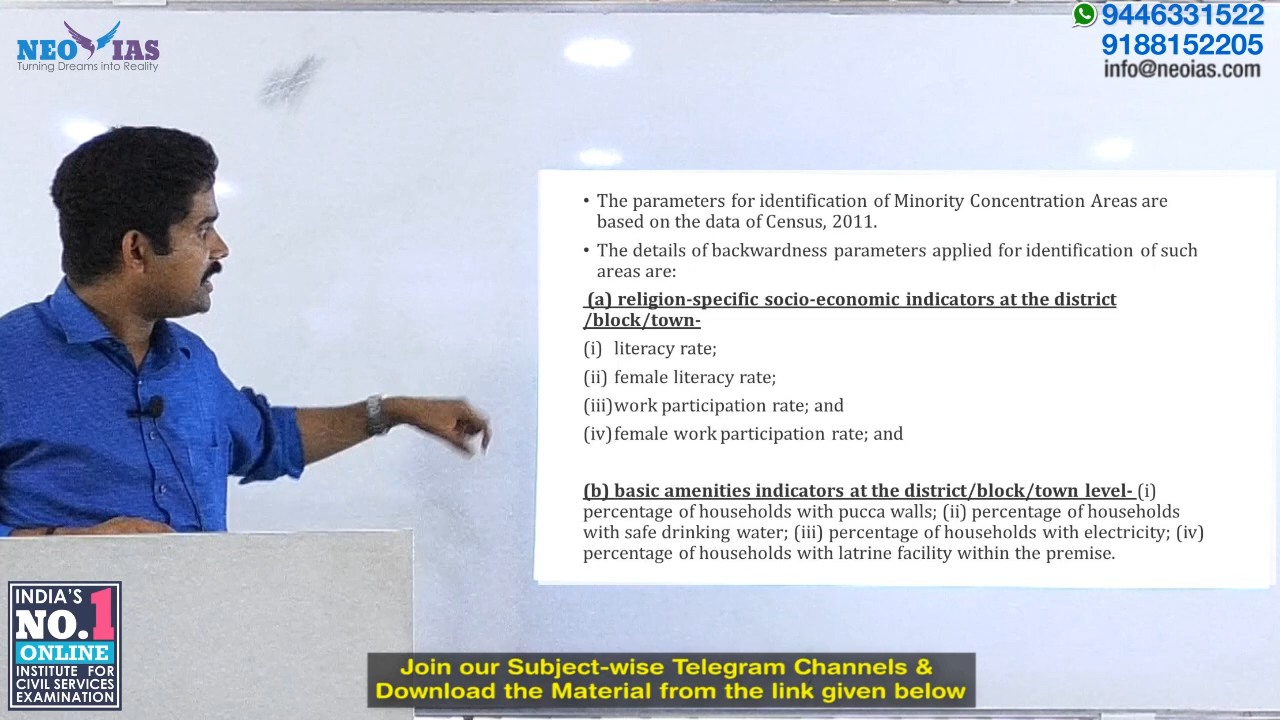 NEO IAS
Turning Dreams into Reality
9446331522
9188152205
info@neoias.com
• The parameters for identification of Minority Concentration Areas are
based on the data of Census, 2011.
• The details of backwardness parameters applied for identification of such
areas are:
(a) religion-specific socio-economic indicators at the district
/block/town-
(i) literacy rate;
(ii) female literacy rate;
(iii)work participation rate; and
(iv)female work participation rate; and
(b) basic amenities indicators at the district/block/town level- (i)
percentage of households with pucca walls; (ii) percentage of households
with safe drinking water; (iii) percentage of households with electricity; (iv)
percentage of households with latrine facility within the premise.
INDIA'S
NO.1
ONLINE
INSTITUTE FOR
CIVIL SERVICES
EXAMINATION
Join our Subject-wise Telegram Channels &
Download the Material from the link given below